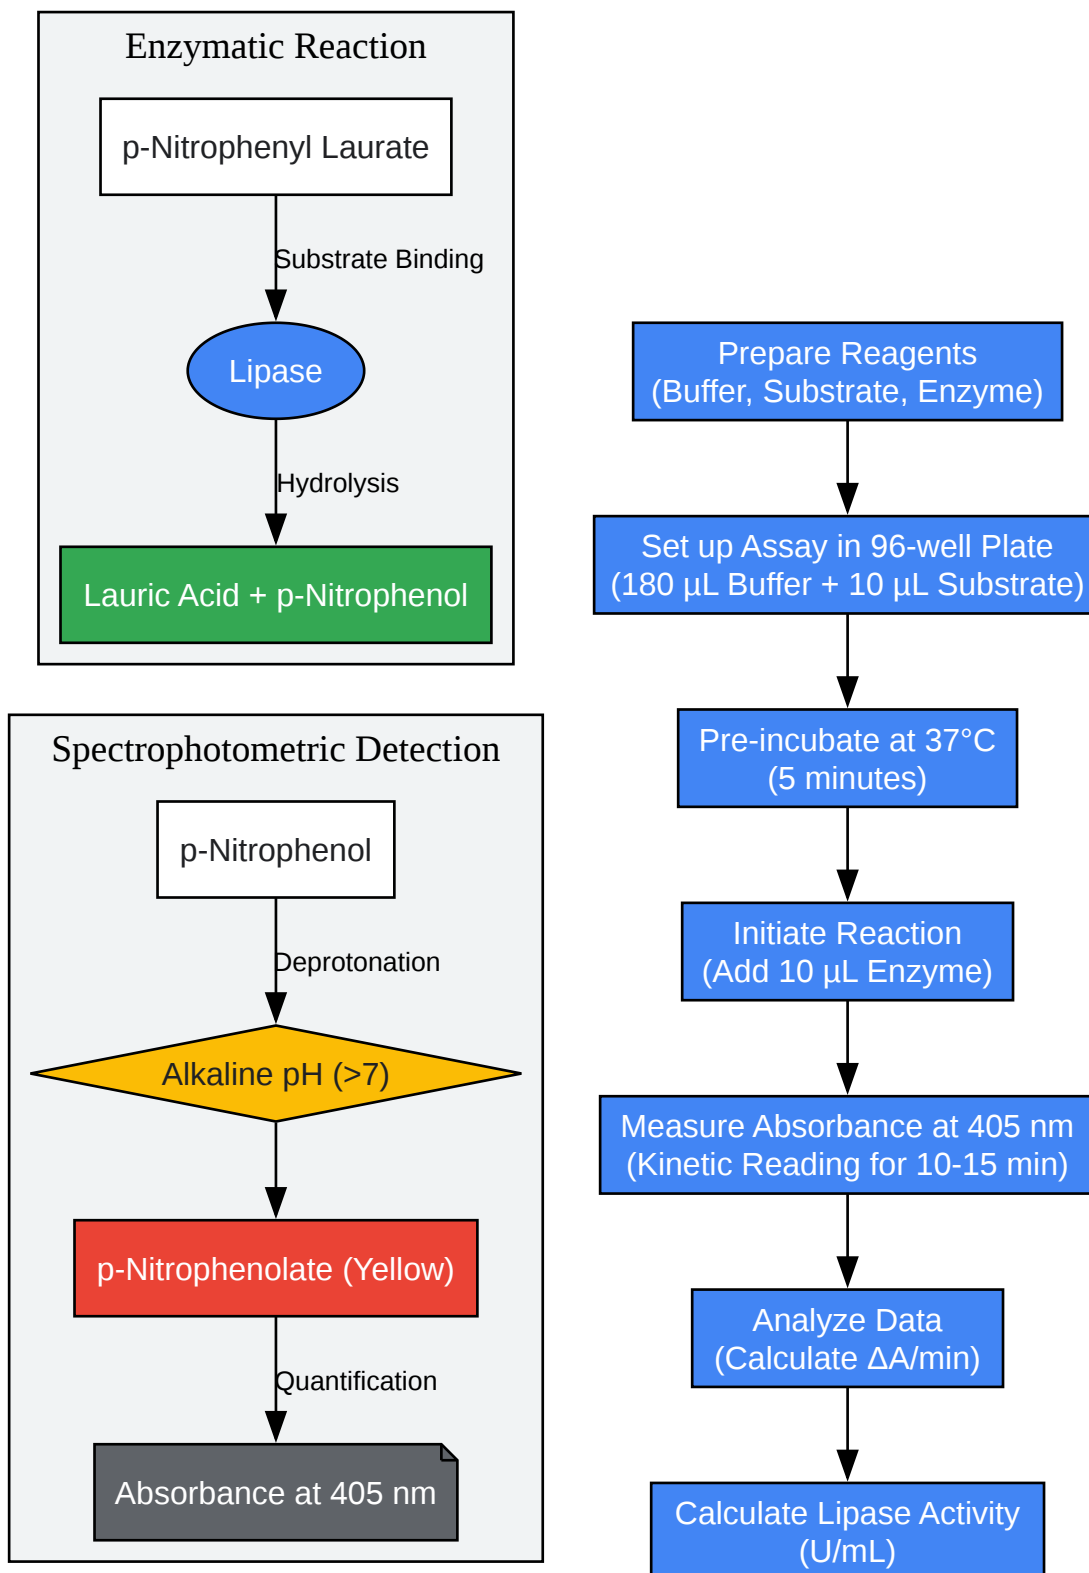 Enzymatic Reaction
p-Nitrophenyl Laurate
Substrate Binding
Lipase
Hydrolysis
Lauric Acid + p-Nitrophenol
Spectrophotometric Detection
p-Nitrophenol
Deprotonation
Alkaline pH (>7)
p-Nitrophenolate (Yellow)
Quantification
Absorbance at 405 nm
Prepare Reagents
(Buffer, Substrate, Enzyme)
Set up Assay in 96-well Plate
(180 µL Buffer + 10 µL Substrate)
Pre-incubate at 37°C
(5 minutes)
Initiate Reaction
(Add 10 µL Enzyme)
Measure Absorbance at 405 nm
(Kinetic Reading for 10-15 min)
Analyze Data
(Calculate ΔA/min)
Calculate Lipase Activity
(U/mL)